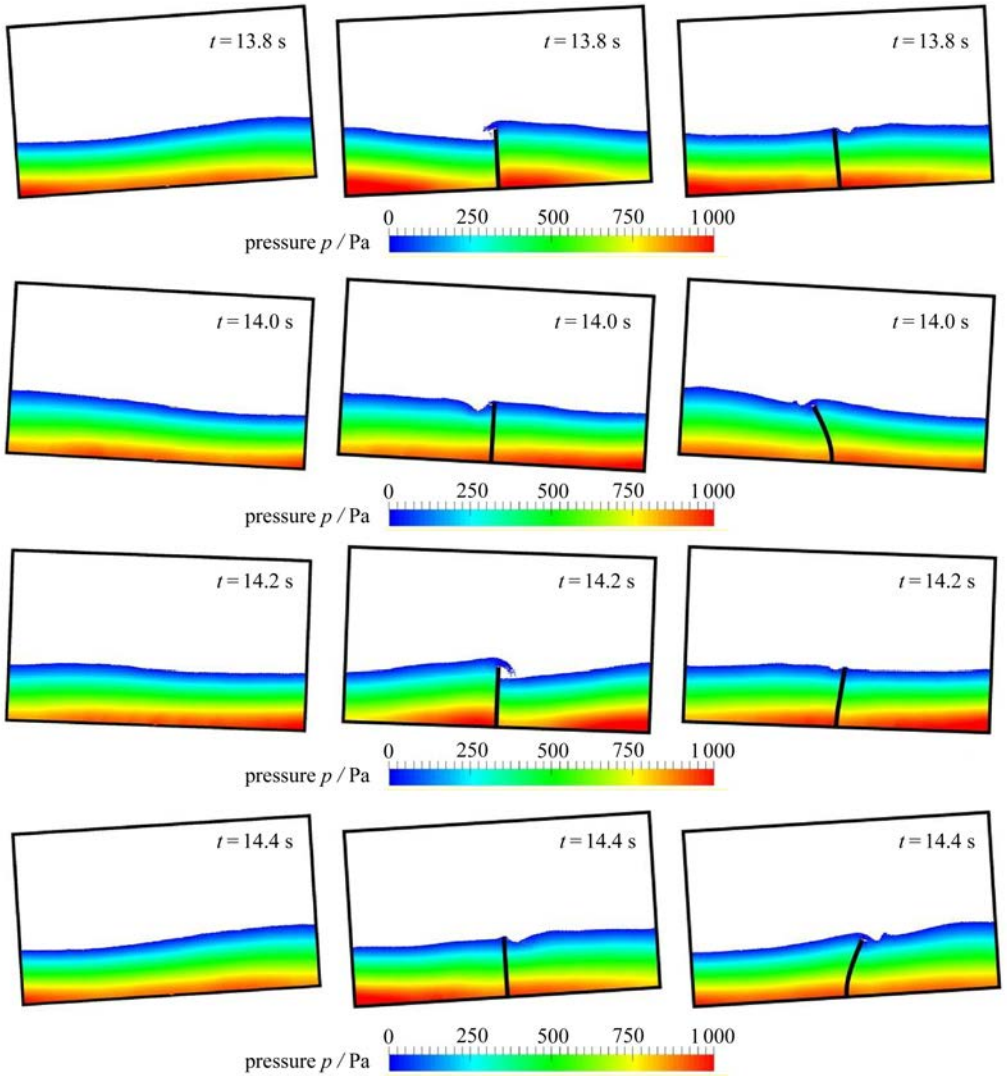 t = 13.8 s t = 13.8 s t = 13.8 s
0 250 500 750 1 000
pressure p / Pa
t = 14.0 s t = 14.0 s t = 14.0 s
0 250 500 750 1 000
pressure p / Pa
t = 14.2 s t = 14.2 s t = 14.2 s
0 250 500 750 1 000
pressure p / Pa
t = 14.4 s t = 14.4 s t = 14.4 s
0 250 500 750 1 000
pressure p / Pa